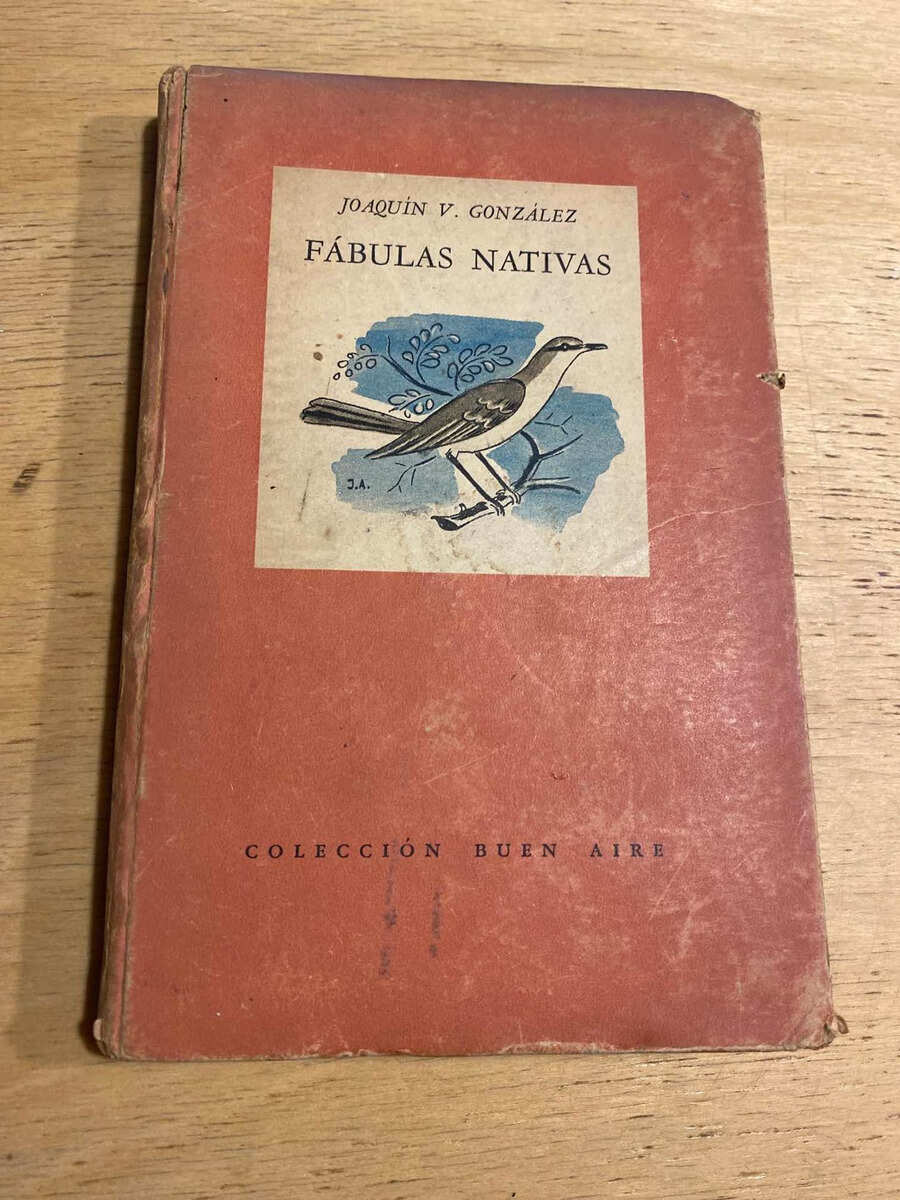 JOAQUÍN V. GONZÁLEZ
FÁBULAS NATIVAS
J.A.
COLECCIÓN BUEN AIRE